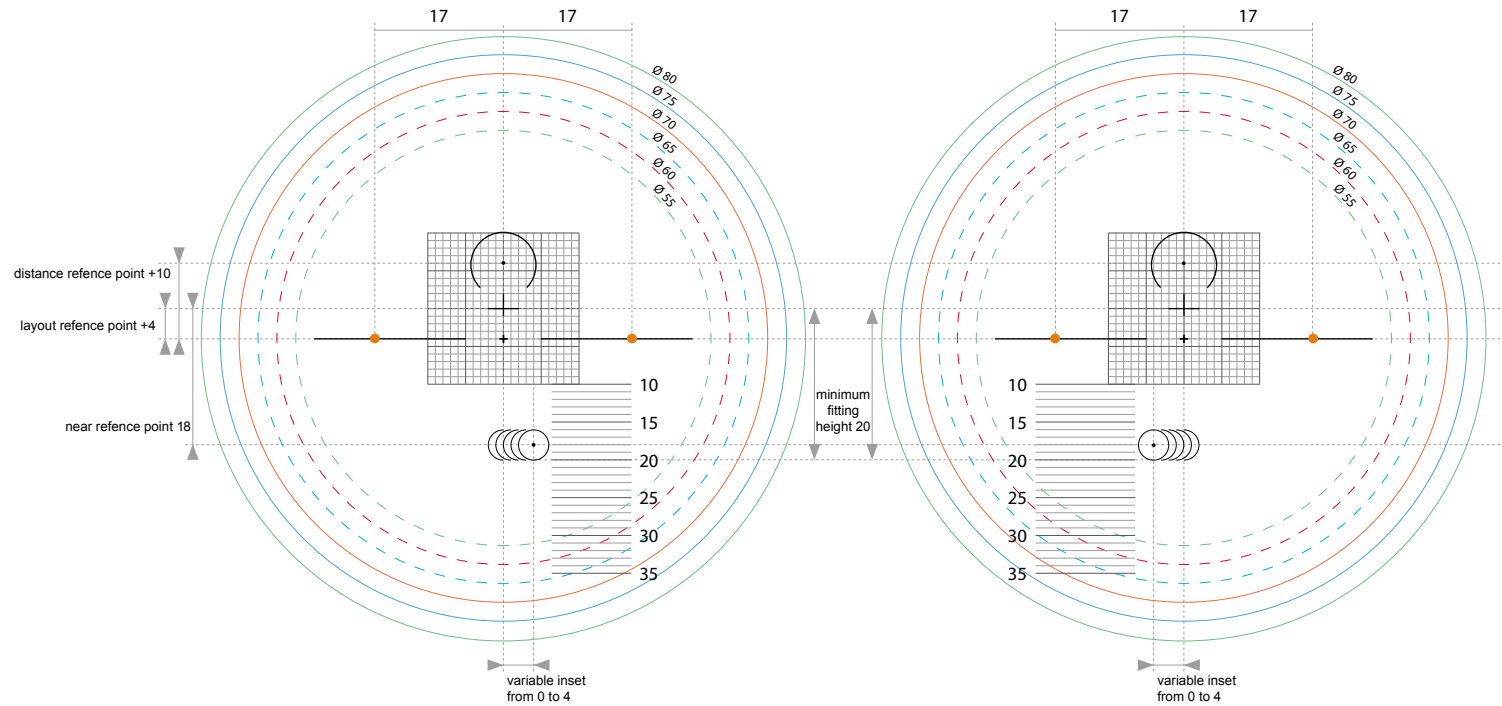 17 17 17 17
Ø 80 Ø 80
Ø 75 Ø 75
Ø 70 Ø 70
Ø 65 Ø 65
Ø 60 Ø 60
Ø 55 Ø 55
distance refence point +10
layout refence point +4
near refence point 18
10
15
20
25
30
35
minimum
fitting
height 20
10
15
20
25
30
35
variable inset
from 0 to 4
variable inset
from 0 to 4